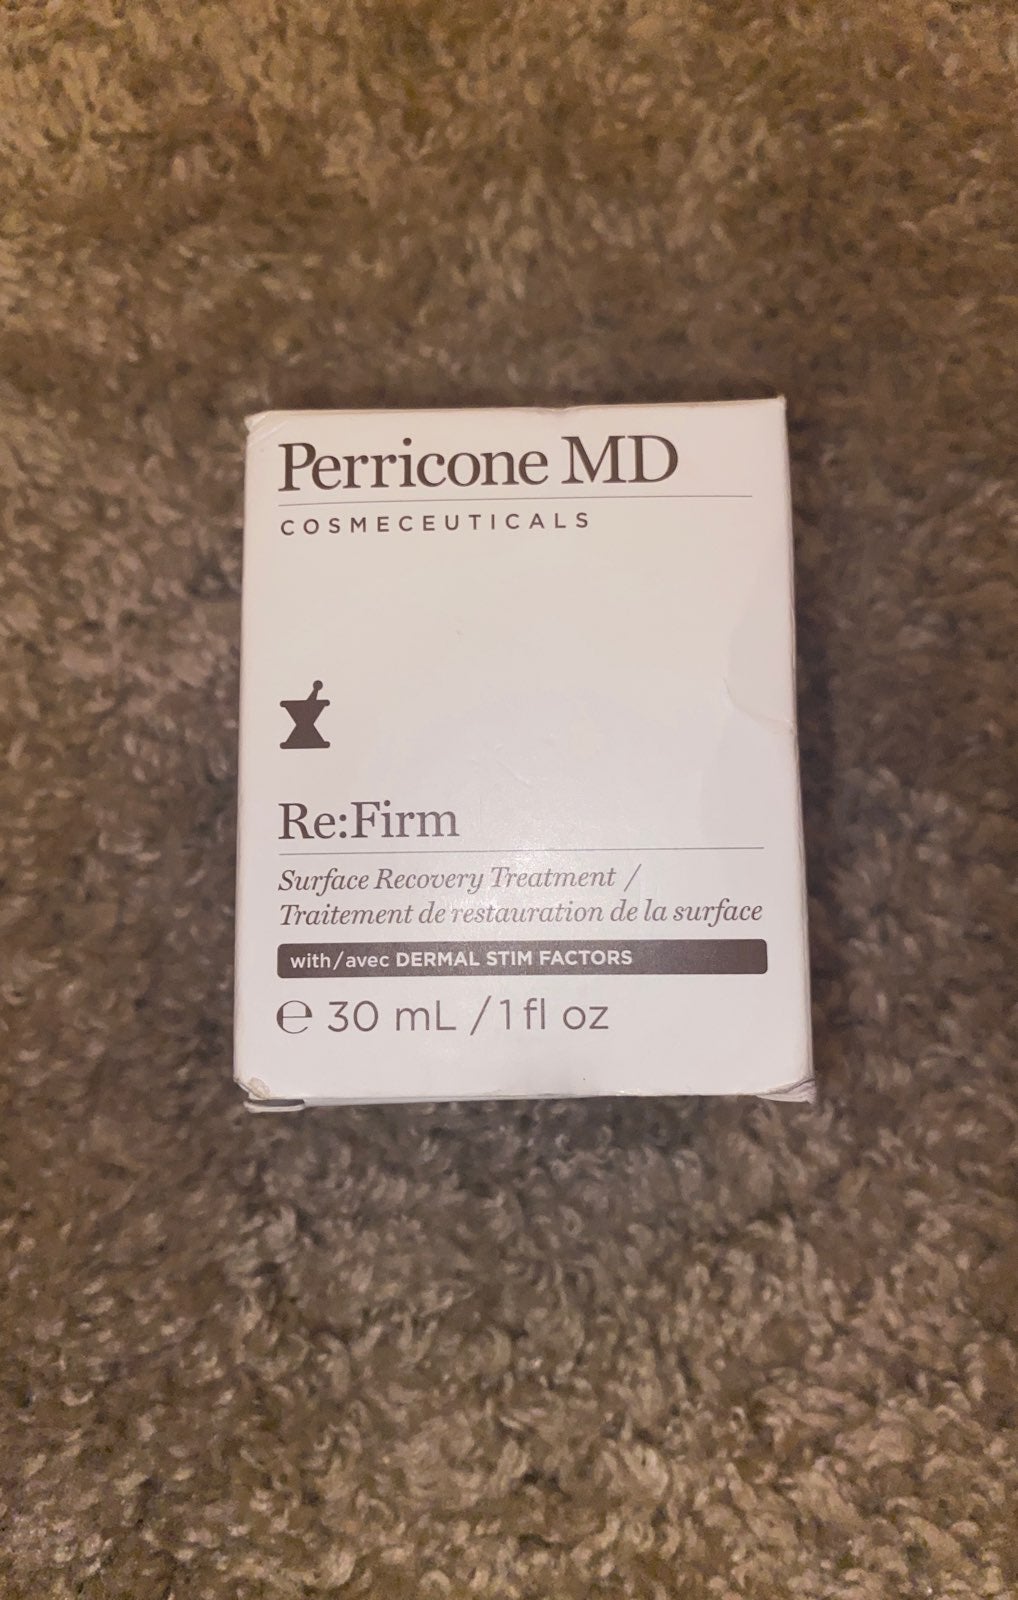 Perricone MD
COSMECEUTICALS
Re:Firm
Surface Recovery Treatment /
Traitement de restauration de la surface
with/avec DERMAL STIM FACTORS
℮ 30 mL / 1 fl oz